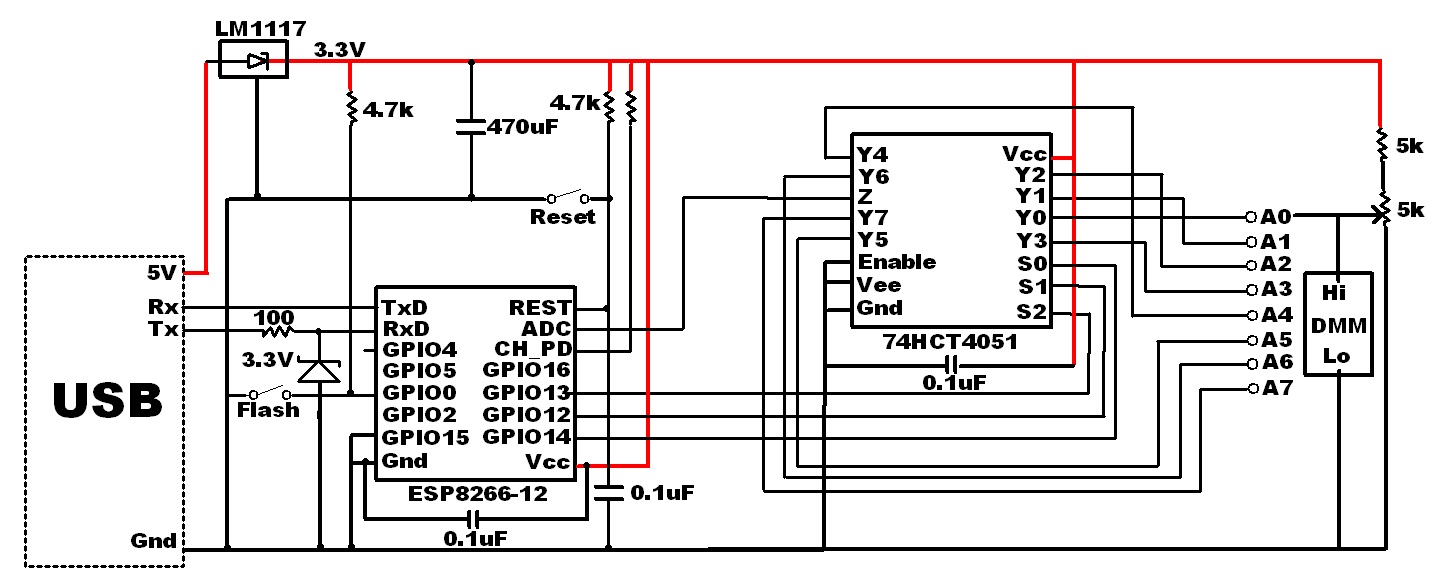 LM1117
3.3V
4.7k
470uF
4.7k
Reset
5k
5k
Y4
Y6
Z
Y7
Y5
Enable
Vee
Gnd
Vcc
Y2
Y1
Y0
Y3
S0
S1
S2
74HCT4051
0.1uF
A0
A1
A2
A3
A4
A5
A6
A7
Hi
DMM
Lo
5V
Rx
Tx
USB
Gnd
100
3.3V
Flash
TxD
RxD
GPIO4
GPIO5
GPIO0
GPIO2
GPIO15
Gnd
REST
ADC
CH_PD
GPIO16
GPIO13
GPIO12
GPIO14
Vcc
ESP8266-12
0.1uF
0.1uF